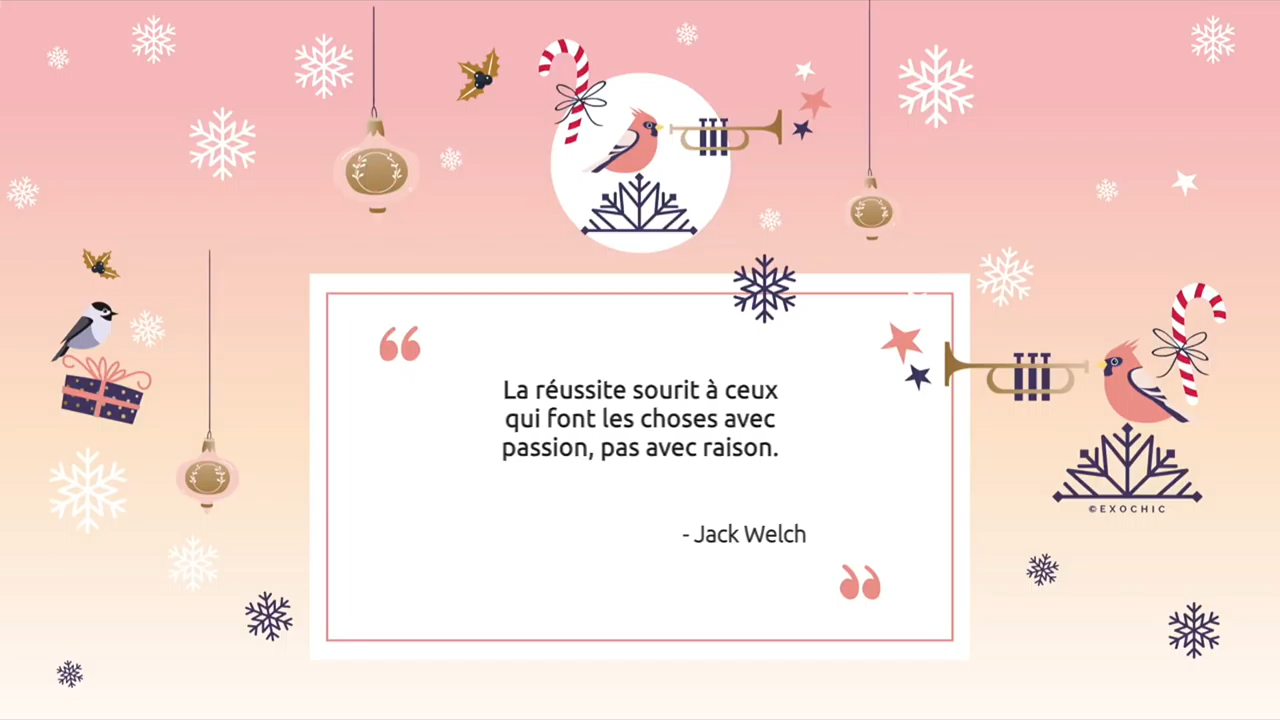 La réussite sourit à ceux
qui font les choses avec
passion, pas avec raison.
- Jack Welch
©EXOCHIC